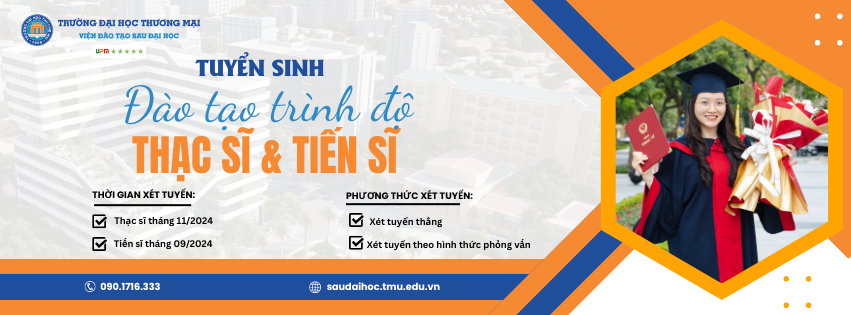 TRƯỜNG ĐẠI HỌC THƯƠNG MẠI
VIỆN ĐÀO TẠO SAU ĐẠI HỌC
UPM ★★★★★
TUYỂN SINH
Đào tạo trình độ
THẠC SĨ & TIẾN SĨ
THỜI GIAN XÉT TUYỂN:
Thạc sĩ tháng 11/2024
Tiến sĩ tháng 09/2024
PHƯƠNG THỨC XÉT TUYỂN:
Xét tuyển thẳng
Xét tuyển theo hình thức phỏng vấn
090.1716.333
saudaihoc.tmu.edu.vn